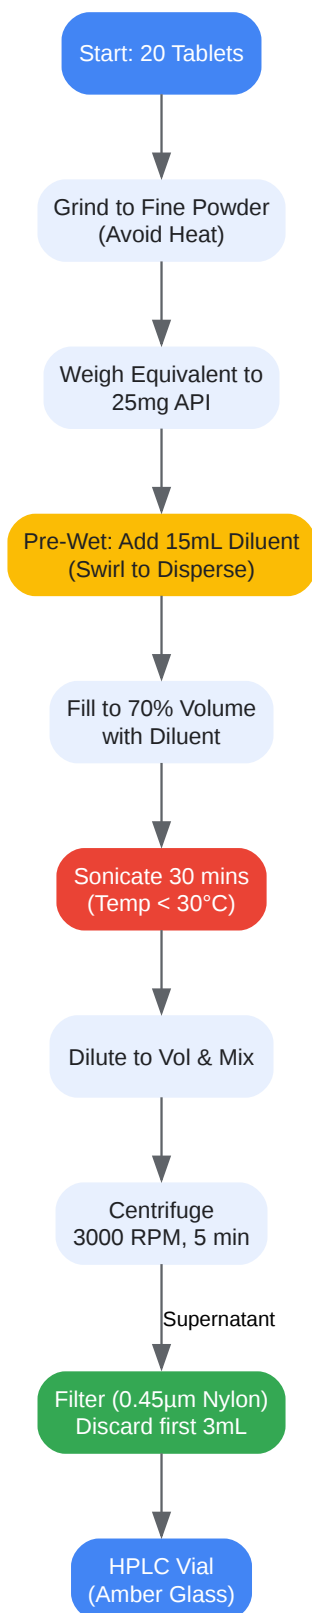 Start: 20 Tablets
Grind to Fine Powder
(Avoid Heat)
Weigh Equivalent to
25mg API
Pre-Wet: Add 15mL Diluent
(Swirl to Disperse)
Fill to 70% Volume
with Diluent
Sonicate 30 mins
(Temp < 30°C)
Dilute to Vol & Mix
Centrifuge
3000 RPM, 5 min
Supernatant
Filter (0.45µm Nylon)
Discard first 3mL
HPLC Vial
(Amber Glass)